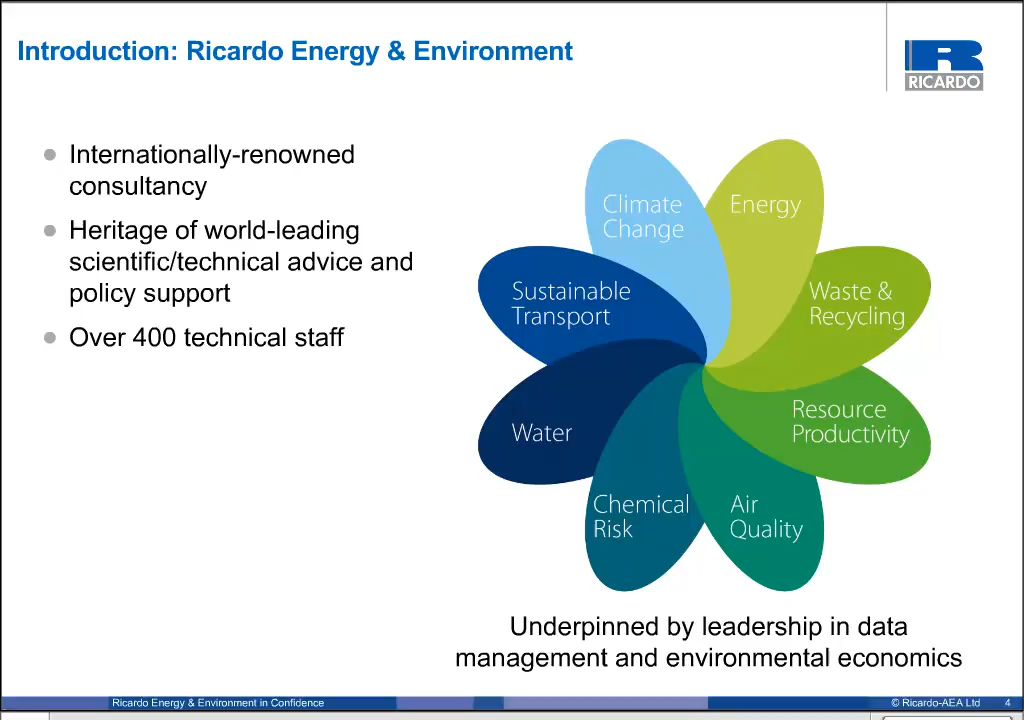 Introduction: Ricardo Energy & Environment
RICARDO
Internationally-renowned
consultancy
Heritage of world-leading
scientific/technical advice and
policy support
Over 400 technical staff
Climate
Change
Energy
Waste &
Recycling
Resource
Productivity
Air
Quality
Chemical
Risk
Water
Sustainable
Transport
Underpinned by leadership in data
management and environmental economics
Ricardo Energy & Environment in Confidence
© Ricardo-AEA Ltd
4